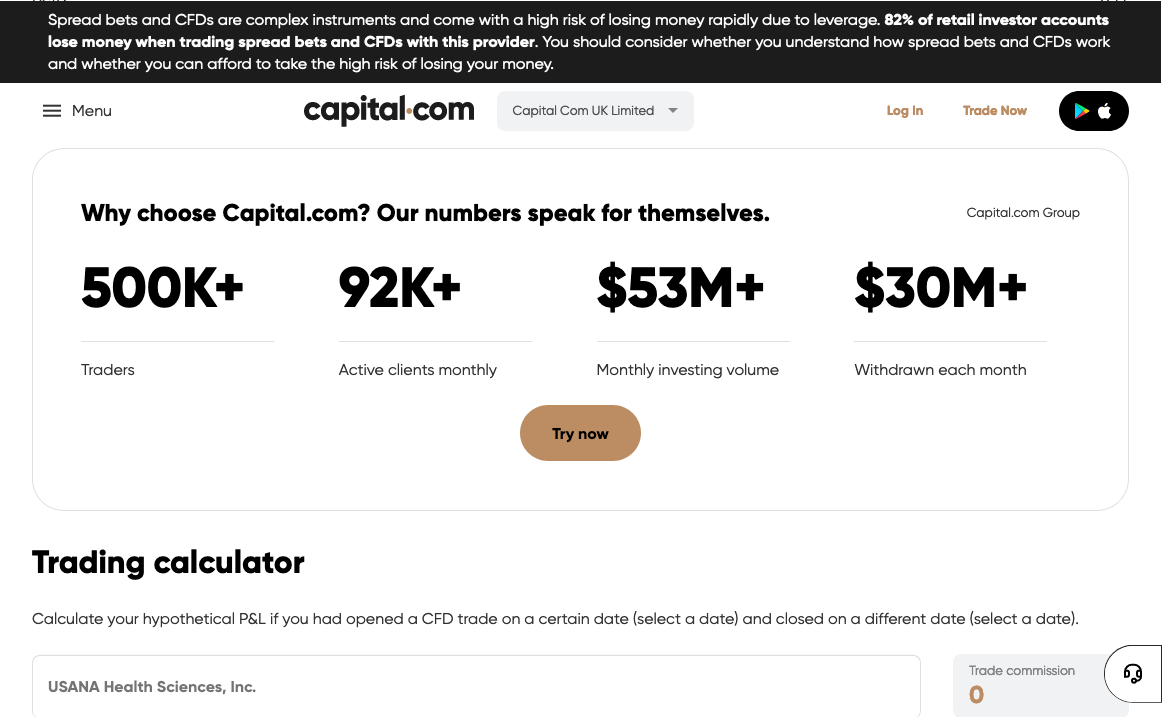 Spread bets and CFDs are complex instruments and come with a high risk of losing money rapidly due to leverage. 82% of retail investor accounts
lose money when trading spread bets and CFDs with this provider. You should consider whether you understand how spread bets and CFDs work
and whether you can afford to take the high risk of losing your money.
Menu
capital.com
Capital Com UK Limited
Log In
Trade Now
Why choose Capital.com? Our numbers speak for themselves.
Capital.com Group
500K+
92K+
$53M+
$30M+
Traders
Active clients monthly
Monthly investing volume
Withdrawn each month
Try now
Trading calculator
Calculate your hypothetical P&L if you had opened a CFD trade on a certain date (select a date) and closed on a different date (select a date).
USANA Health Sciences, Inc.
Trade commission
0